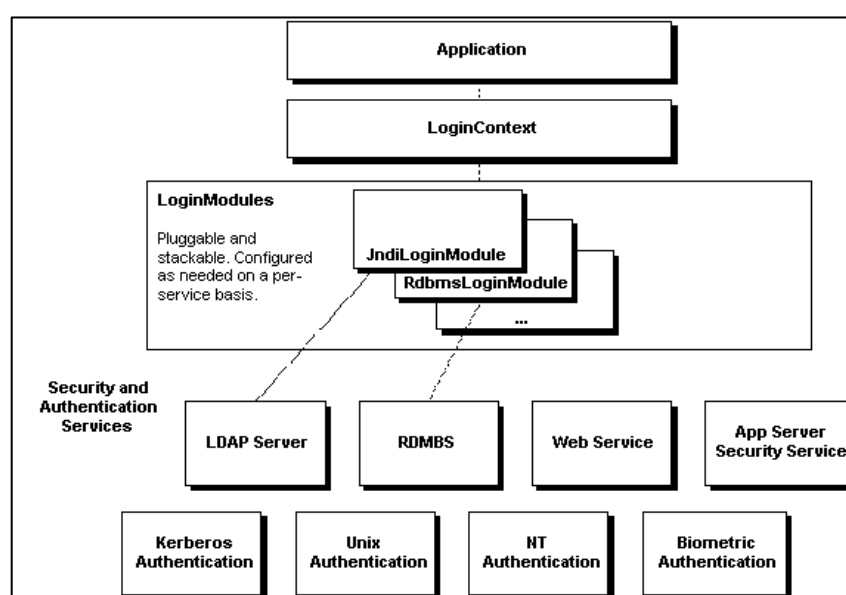 Application
LoginContext
LoginModules
Pluggable and
stackable. Configured
as needed on a per-
service basis.
JndiLoginModule
RdbmsLoginModule
...
Security and
Authentication
Services
LDAP Server
RDMBS
Web Service
App Server
Security Service
Kerberos
Authentication
Unix
Authentication
NT
Authentication
Biometric
Authentication